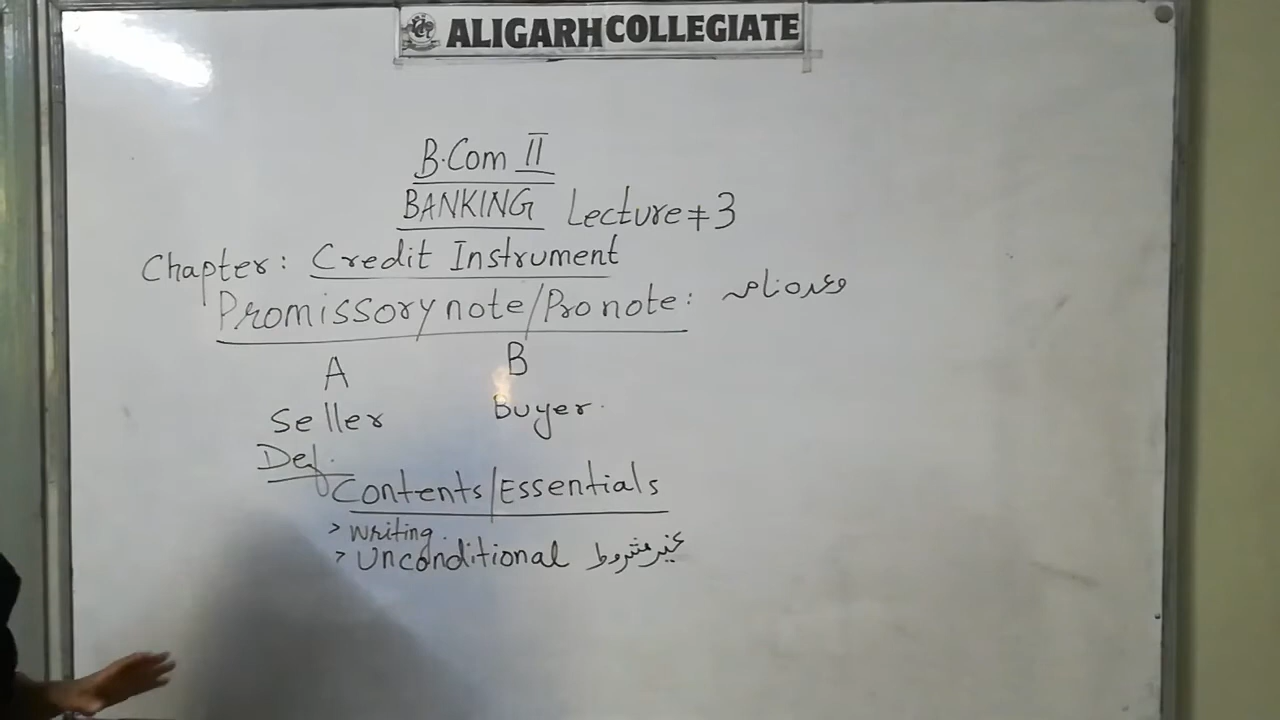 ALIGARH COLLEGIATE
B.Com II
BANKING Lecture # 3
Chapter: Credit Instrument
Promissory note/Pro note: وعدہ نامہ
A B
Seller Buyer.
Def.
Contents/Essentials
> Writing.
> Unconditional غیر مشروط